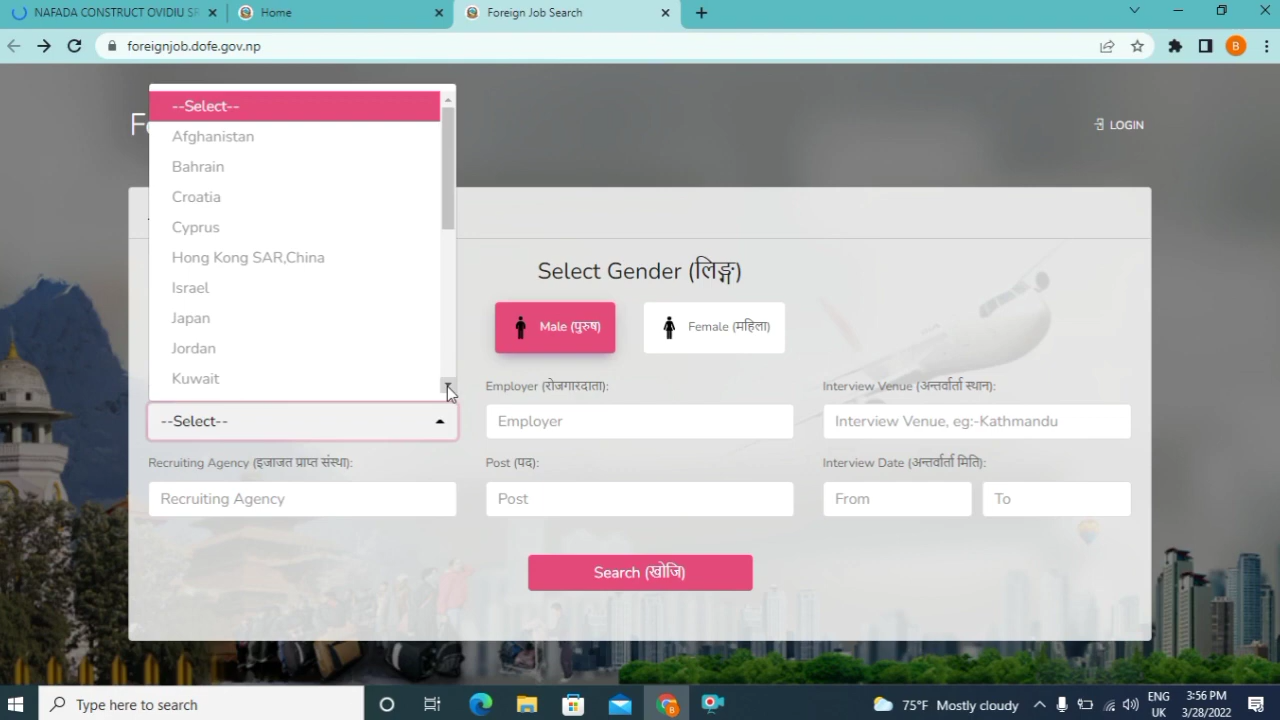 NAFADA CONSTRUCT OVIDIU SR
Home
Foreign Job Search
foreignjob.dofe.gov.np
B
LOGIN
--Select--
Afghanistan
Bahrain
Croatia
Cyprus
Hong Kong SAR,China
Israel
Japan
Jordan
Kuwait
--Select--
Select Gender (लिङ्ग)
Male (पुरुष)
Female (महिला)
Employer (रोजगारदाता):
Employer
Interview Venue (अन्तर्वार्ता स्थान):
Interview Venue, eg:-Kathmandu
Recruiting Agency (इजाजत प्राप्त संस्था):
Recruiting Agency
Post (पद):
Post
Interview Date (अन्तर्वार्ता मिति):
From
To
Search (खोजि)
Type here to search
75°F Mostly cloudy
ENG
UK
3:56 PM
3/28/2022